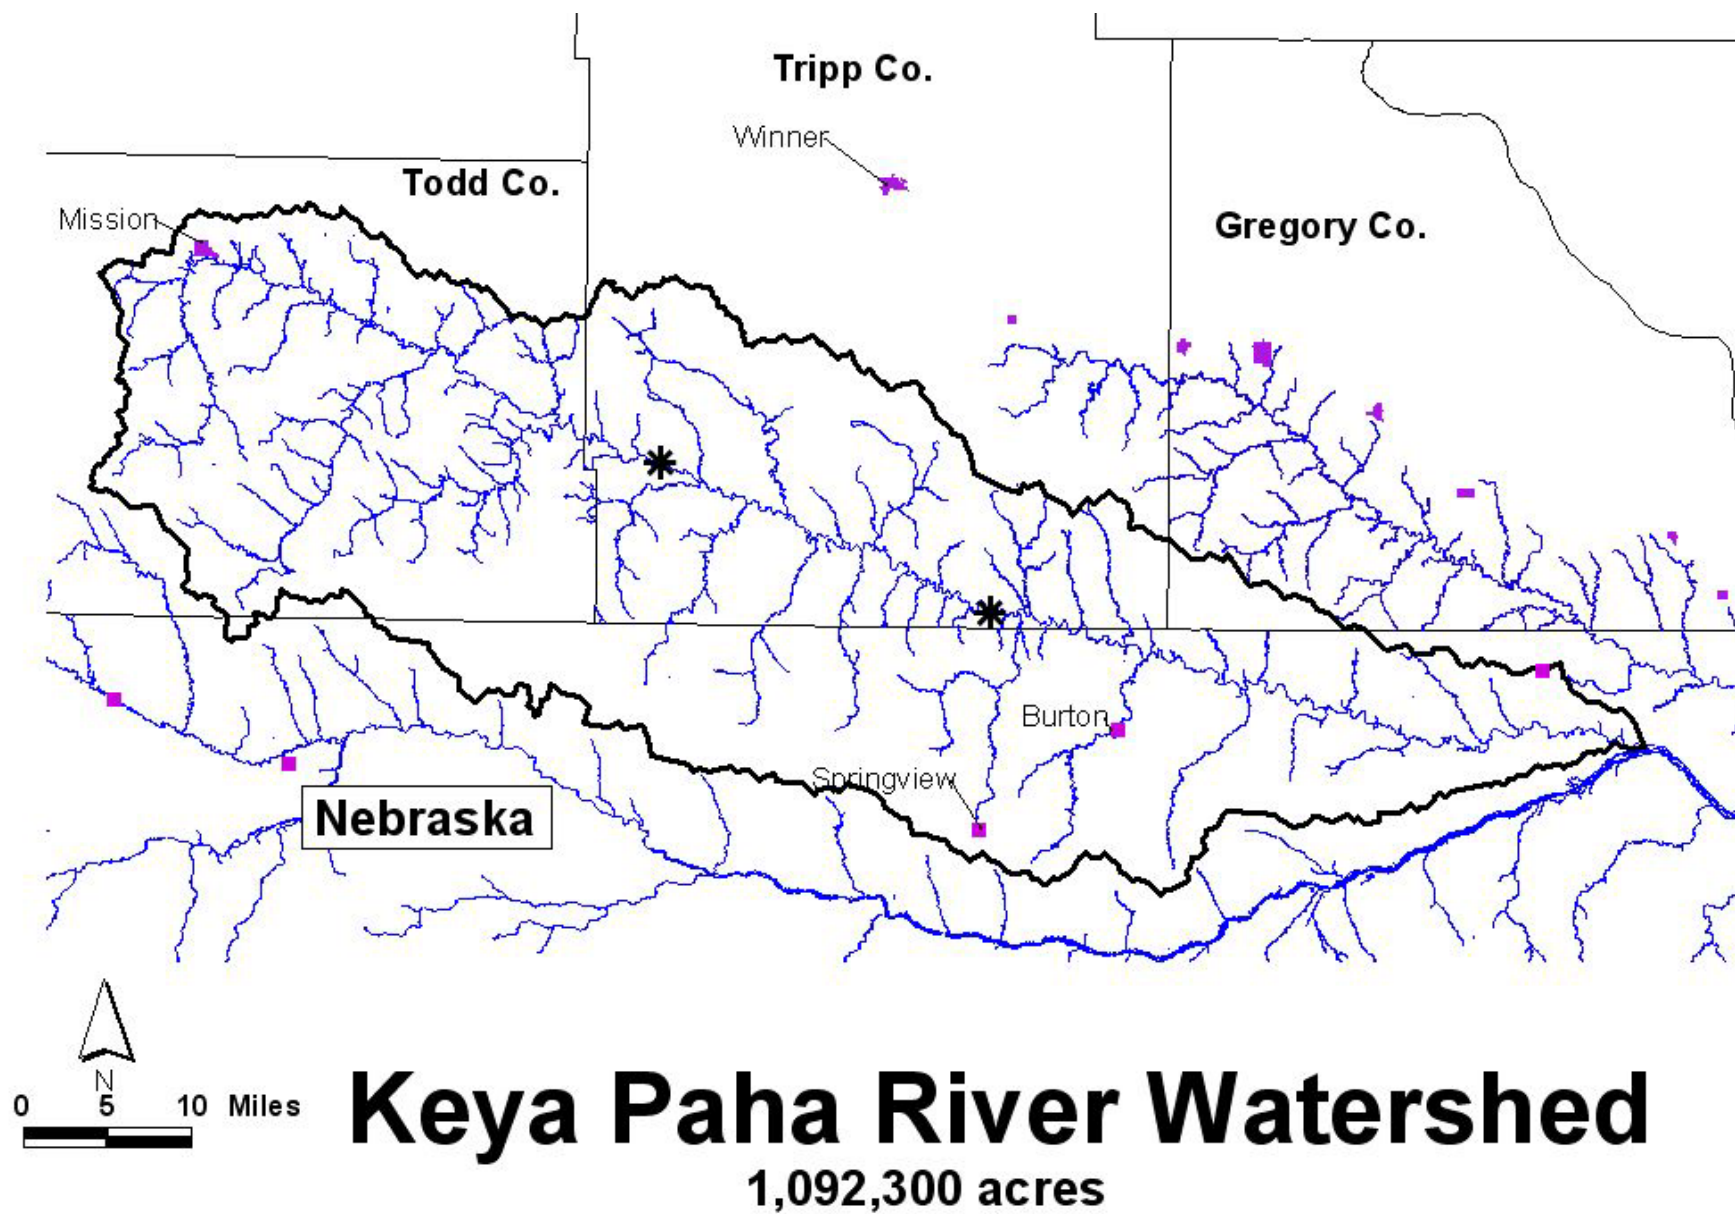 Tripp Co.
Winner
Todd Co.
Mission
Gregory Co.
Burton
Springview
Nebraska
N
0 5 10 Miles
Keya Paha River Watershed
1,092,300 acres